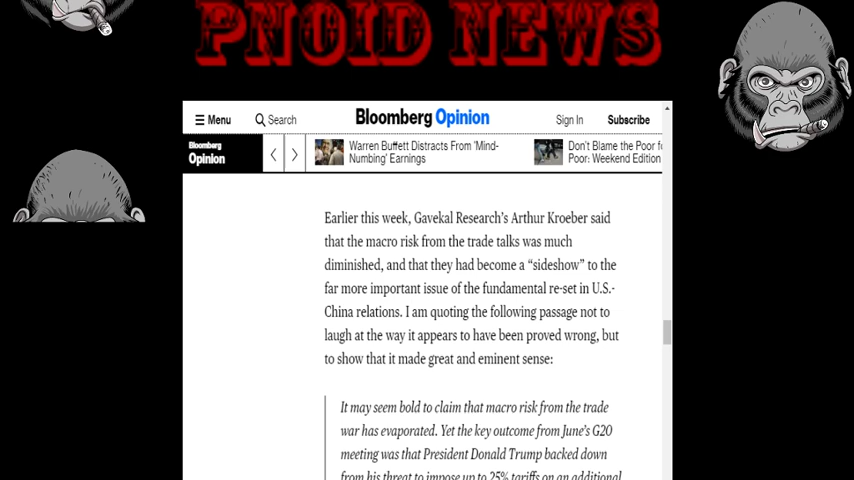 PNOID NEWS
Menu
Search
Bloomberg Opinion
Sign In
Subscribe
Bloomberg
Opinion
Warren Buffett Distracts From 'Mind-
Numbing' Earnings
Don't Blame the Poor
Poor: Weekend Edition
Earlier this week, Gavekal Research's Arthur Kroeber said
that the macro risk from the trade talks was much
diminished, and that they had become a “sideshow” to the
far more important issue of the fundamental re-set in U.S.-
China relations. I am quoting the following passage not to
laugh at the way it appears to have been proved wrong, but
to show that it made great and eminent sense:
It may seem bold to claim that macro risk from the trade
war has evaporated. Yet the key outcome from June’s G20
meeting was that President Donald Trump backed down
from his threat to impose up to 25% tariffs on an additional